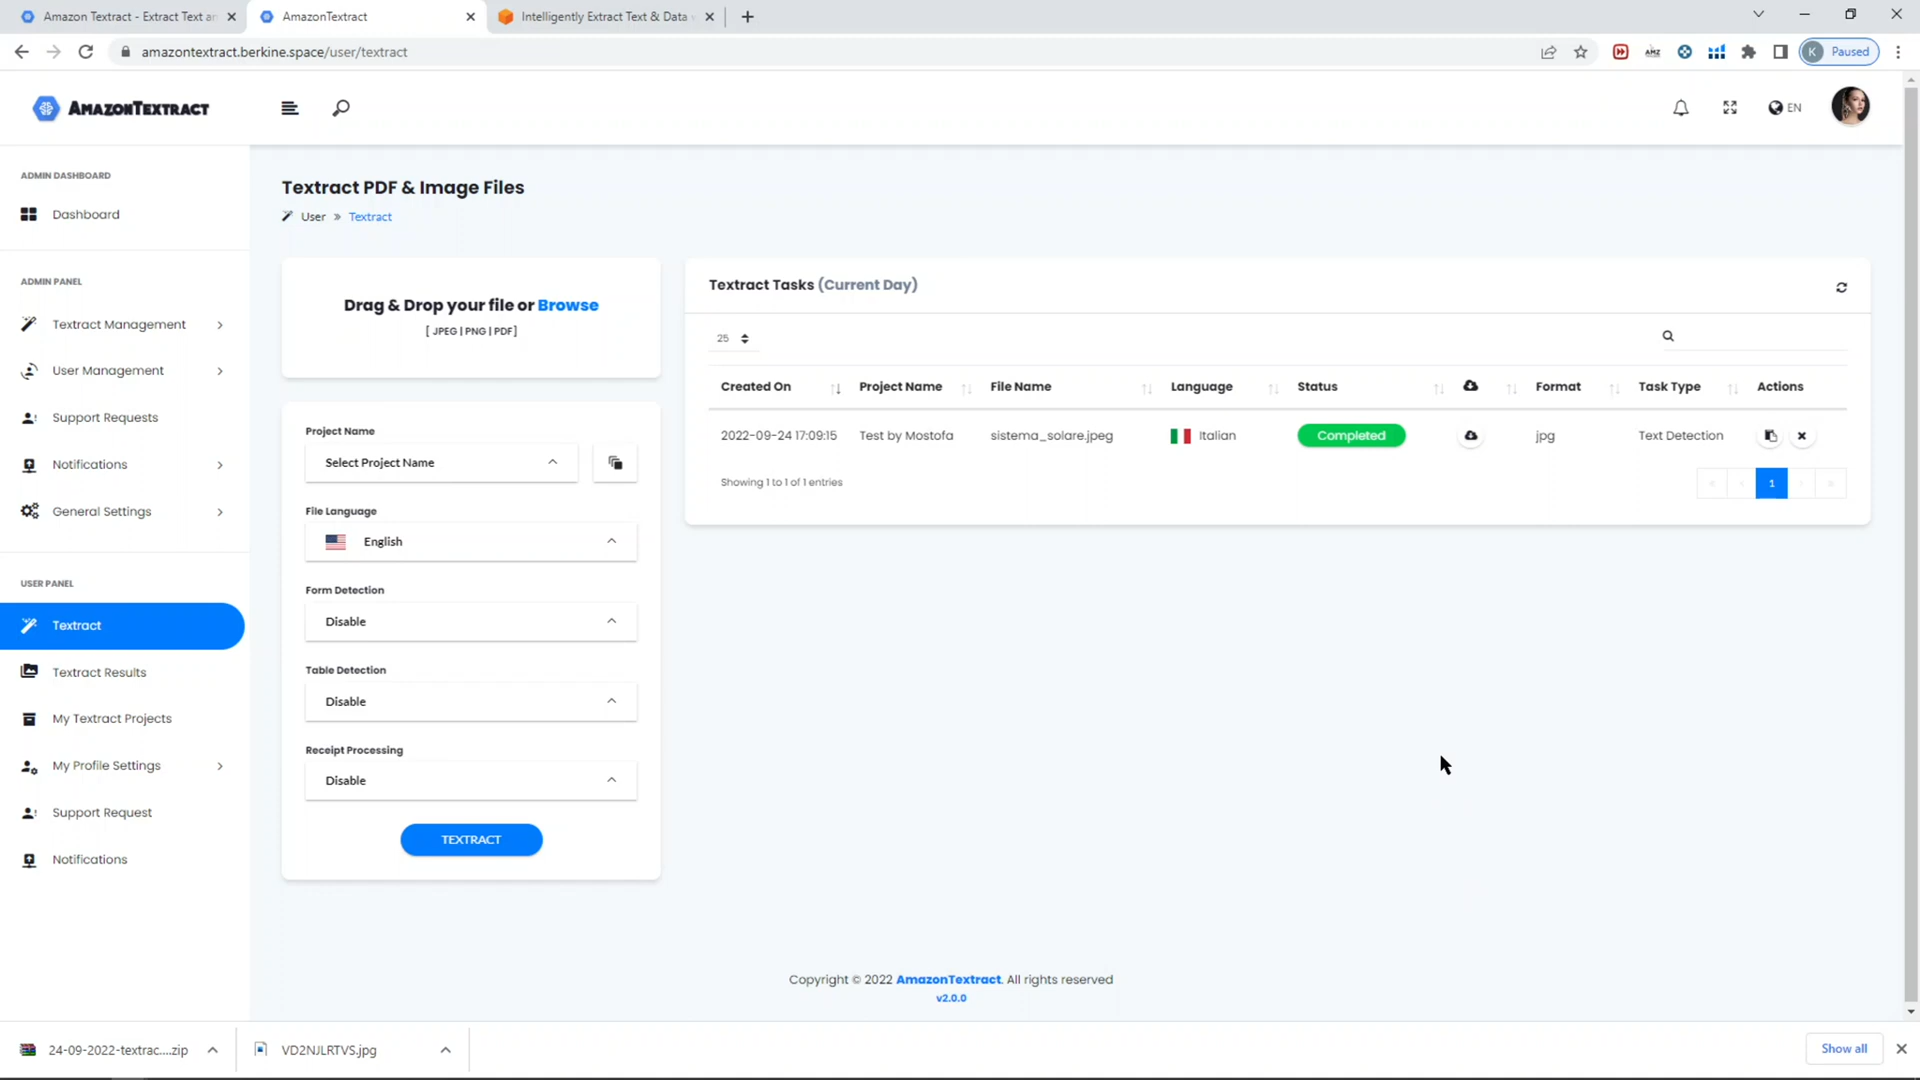 Amazon Textract - Extract Text an
AmazonTextract
Intelligently Extract Text & Data
amazontextract.berkine.space/user/textract
K
Paused
AMAZONTEXTRACT
EN
ADMIN DASHBOARD
Dashboard
ADMIN PANEL
Textract Management
User Management
Support Requests
Notifications
General Settings
USER PANEL
Textract
Textract Results
My Textract Projects
My Profile Settings
Support Request
Notifications
Textract PDF & Image Files
User » Textract
Drag & Drop your file or Browse
[ JPEG | PNG | PDF]
Project Name
Select Project Name
File Language
English
Form Detection
Disable
Table Detection
Disable
Receipt Processing
Disable
TEXTRACT
Textract Tasks (Current Day)
25
Created On Project Name File Name Language Status Format Task Type Actions
2022-09-24 17:09:15 Test by Mostofa sistema_solare.jpeg Italian Completed jpg Text Detection
Showing 1 to 1 of 1 entries
« ‹ 1 › »
Copyright © 2022 AmazonTextract. All rights reserved
v2.0.0
24-09-2022-textrac....zip
VD2NJLRTVS.jpg
Show all